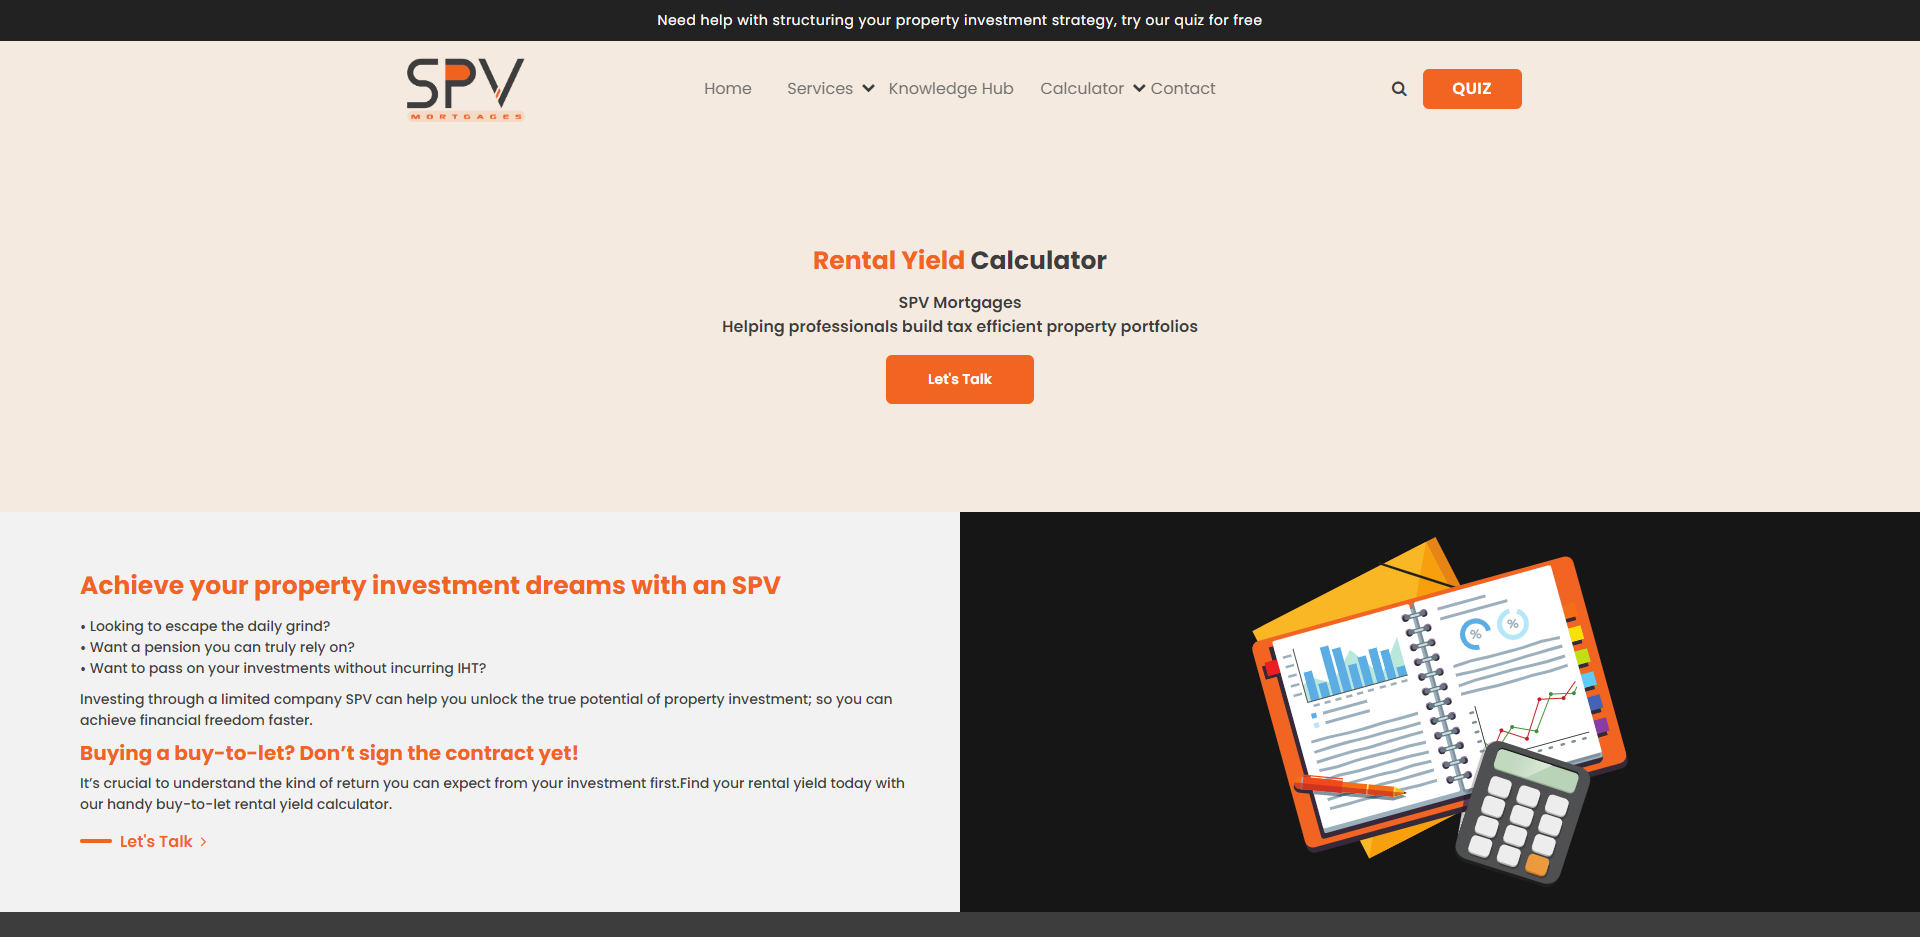 Need help with structuring your property investment strategy, try our quiz for free
SPV
MORTGAGES
Home
Services
Knowledge Hub
Calculator
Contact
QUIZ
Rental Yield Calculator
SPV Mortgages
Helping professionals build tax efficient property portfolios
Let's Talk
Achieve your property investment dreams with an SPV
• Looking to escape the daily grind?
• Want a pension you can truly rely on?
• Want to pass on your investments without incurring IHT?
Investing through a limited company SPV can help you unlock the true potential of property investment; so you can
achieve financial freedom faster.
Buying a buy-to-let? Don’t sign the contract yet!
It’s crucial to understand the kind of return you can expect from your investment first.Find your rental yield today with
our handy buy-to-let rental yield calculator.
Let's Talk
%
%